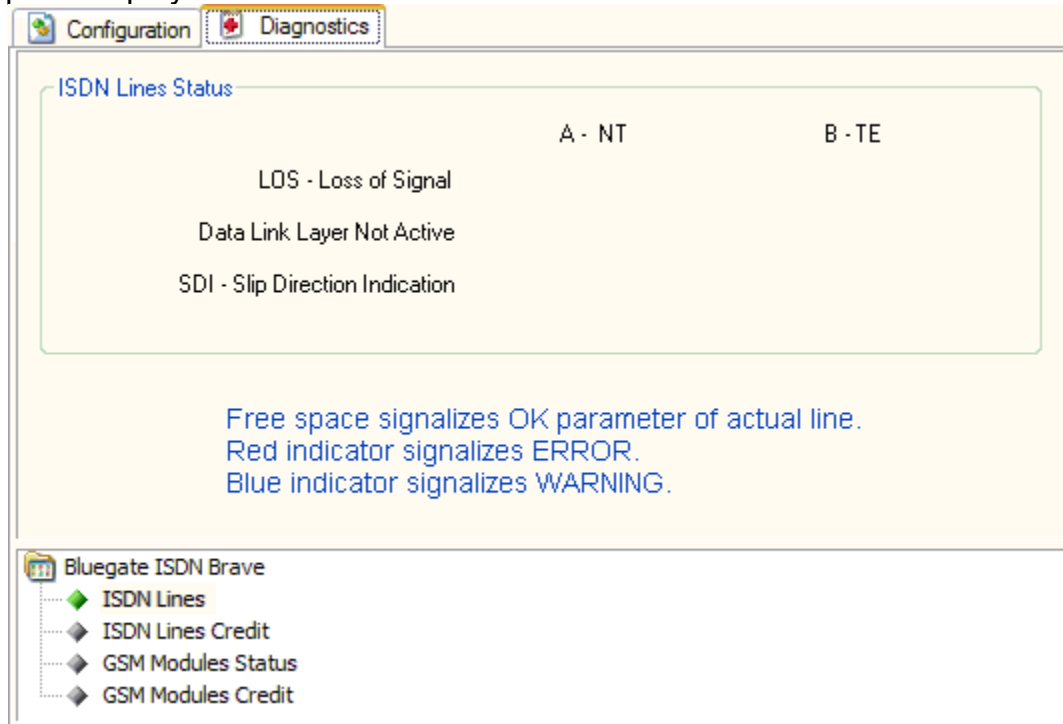 Configuration Diagnostics
ISDN Lines Status
A - NT B - TE
LOS - Loss of Signal
Data Link Layer Not Active
SDI - Slip Direction Indication
Free space signalizes OK parameter of actual line.
Red indicator signalizes ERROR.
Blue indicator signalizes WARNING.
Bluegate ISDN Brave
ISDN Lines
ISDN Lines Credit
GSM Modules Status
GSM Modules Credit